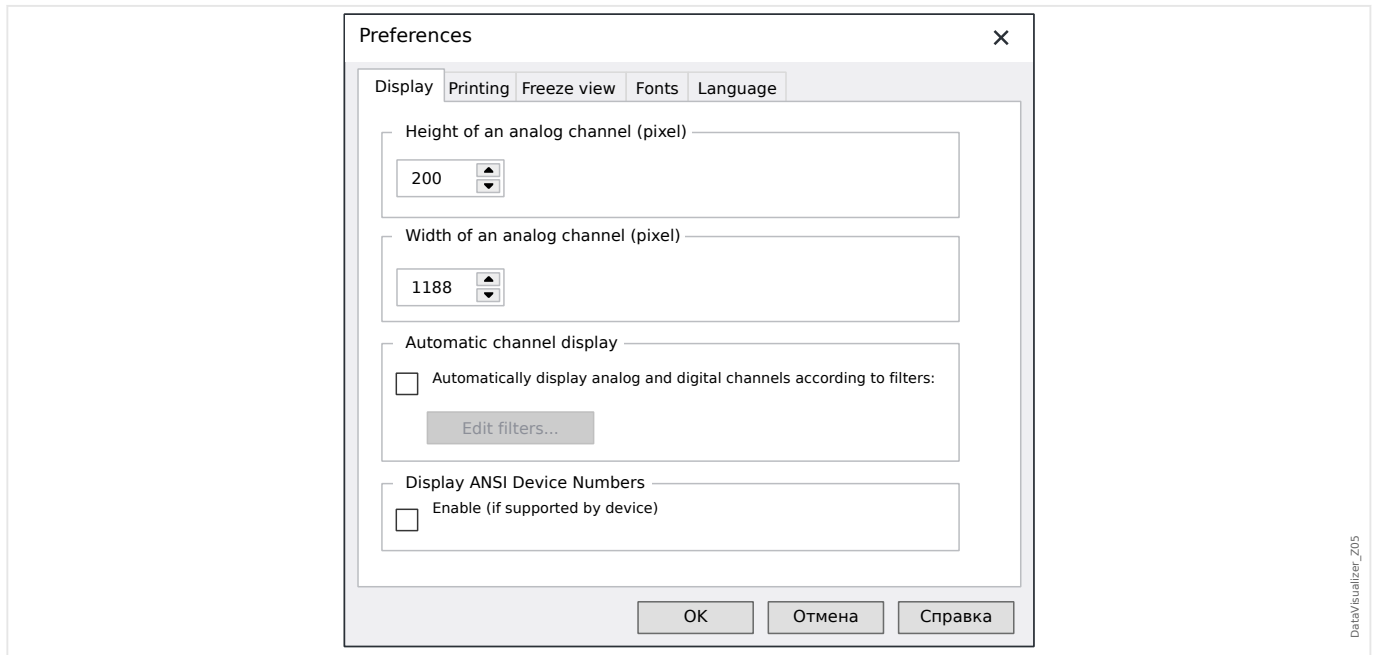 Preferences
Display Printing Freeze view Fonts Language
Height of an analog channel (pixel)
200
Width of an analog channel (pixel)
1188
Automatic channel display
Automatically display analog and digital channels according to filters:
Edit filters...
Display ANSI Device Numbers
Enable (if supported by device)
OK Отмена Справка
DataVisualizer_Z05